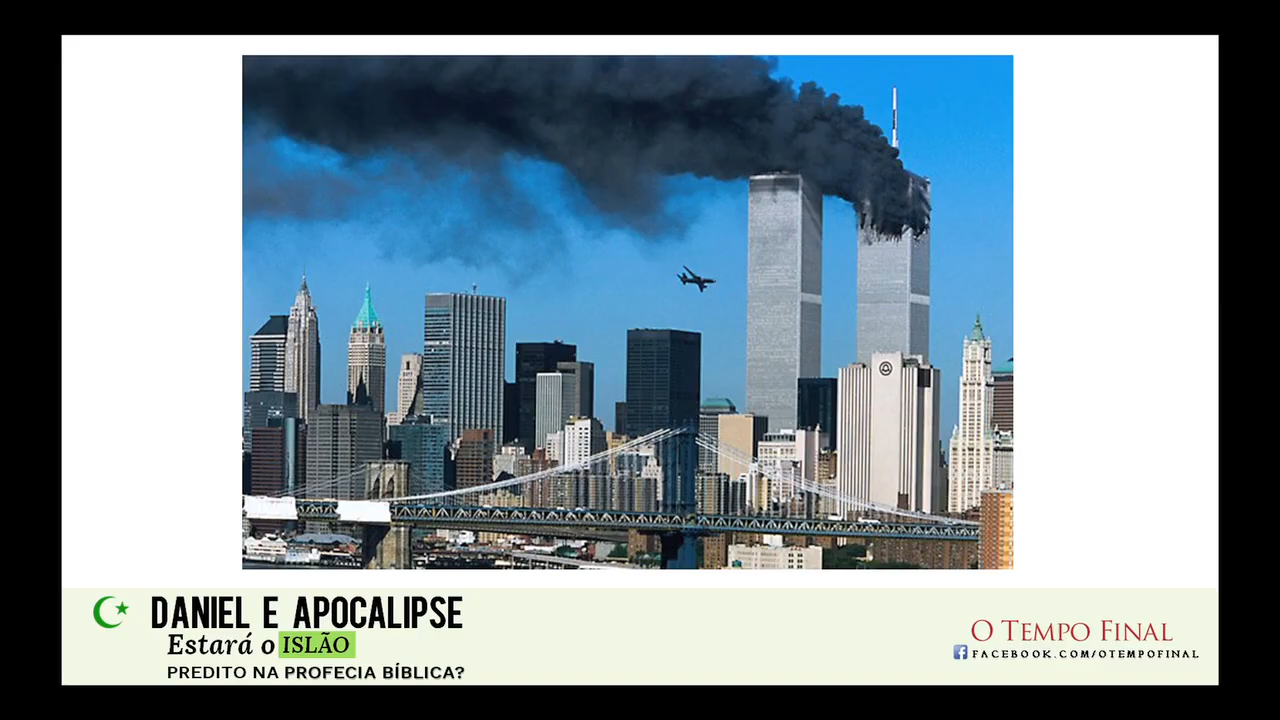 DANIEL E APOCALIPSE
Estará o ISLÃO
PREDITO NA PROFECIA BÍBLICA?
O TEMPO FINAL
FACEBOOK.COM/OTEMPOFINAL